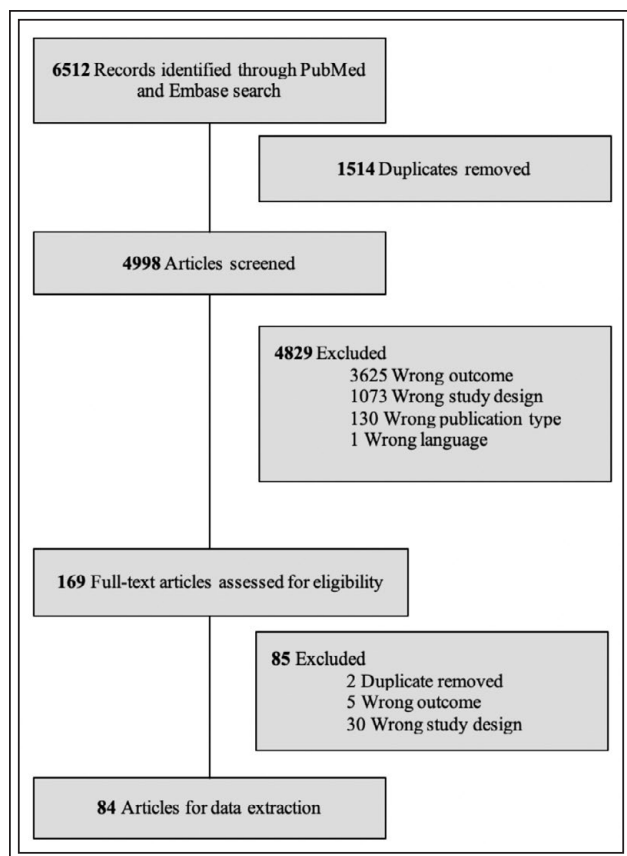 6512 Records identified through PubMed
and Embase search
1514 Duplicates removed
4998 Articles screened
4829 Excluded
3625 Wrong outcome
1073 Wrong study design
130 Wrong publication type
1 Wrong language
169 Full-text articles assessed for eligibility
85 Excluded
2 Duplicate removed
5 Wrong outcome
30 Wrong study design
84 Articles for data extraction